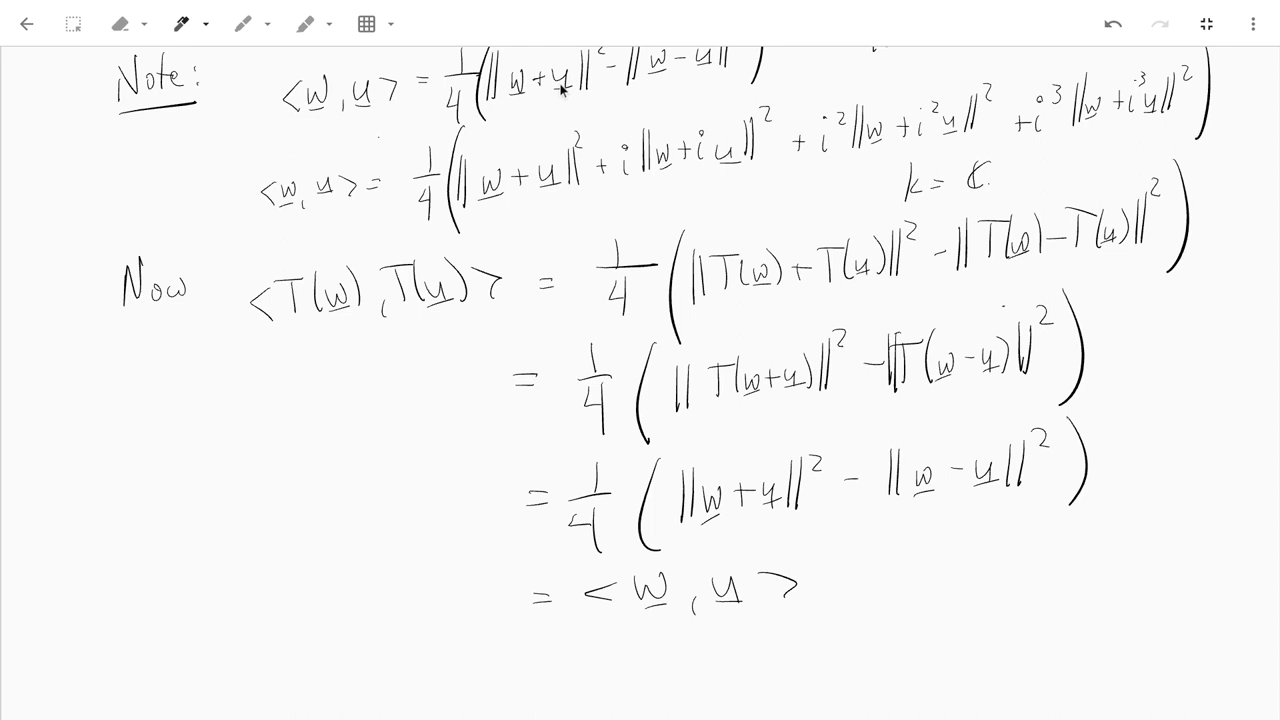 Note: <w, u> = 1/4 (||w + u||² - ||w - u||²)
<w, u> = 1/4 (||w + u||² + i||w + iu||² + i²||w + i²u||² + i³||w + i³u||²)
k = ℂ.
Now <T(w), T(u)> = 1/4 (||T(w) + T(u)||² - ||T(w) - T(u)||²)
= 1/4 (||T(w+u)||² - ||T(w-u)||²)
= 1/4 (||w + u||² - ||w - u||²)
= <w, u>